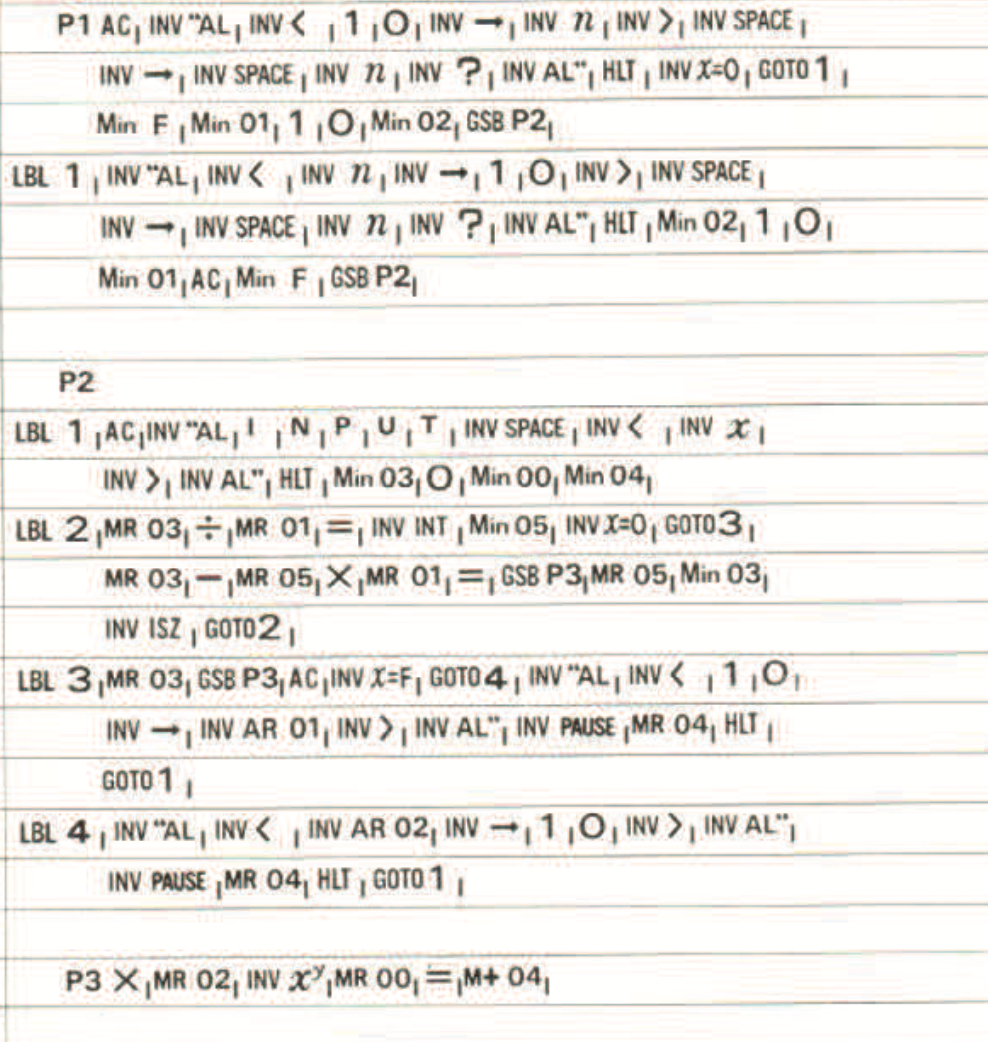 P1 AC, INV "AL, INV <, 1, O, INV →, INV n, INV >, INV SPACE,
INV →, INV SPACE, INV n, INV ?, INV AL", HLT, INV X=O, GOTO 1,
Min F, Min 01, 1, O, Min 02, GSB P2,
LBL 1, INV "AL, INV <, INV n, INV →, 1, O, INV >, INV SPACE,
INV →, INV SPACE, INV n, INV ?, INV AL", HLT, Min 02, 1, O,
Min 01, AC, Min F, GSB P2,
P2
LBL 1, AC, INV "AL, I, N, P, U, T, INV SPACE, INV <, INV x,
INV >, INV AL", HLT, Min 03, O, Min 00, Min 04,
LBL 2, MR 03, ÷, MR 01, =, INV INT, Min 05, INV X=O, GOTO 3,
MR 03, −, MR 05, ×, MR 01, =, GSB P3, MR 05, Min 03,
INV ISZ, GOTO 2,
LBL 3, MR 03, GSB P3, AC, INV X=F, GOTO 4, INV "AL, INV <, 1, O,
INV →, INV AR 01, INV >, INV AL", INV PAUSE, MR 04, HLT,
GOTO 1,
LBL 4, INV "AL, INV <, INV AR 02, INV →, 1, O, INV >, INV AL",
INV PAUSE, MR 04, HLT, GOTO 1,
P3 ×, MR 02, INV xʸ, MR 00, =, M+ 04,